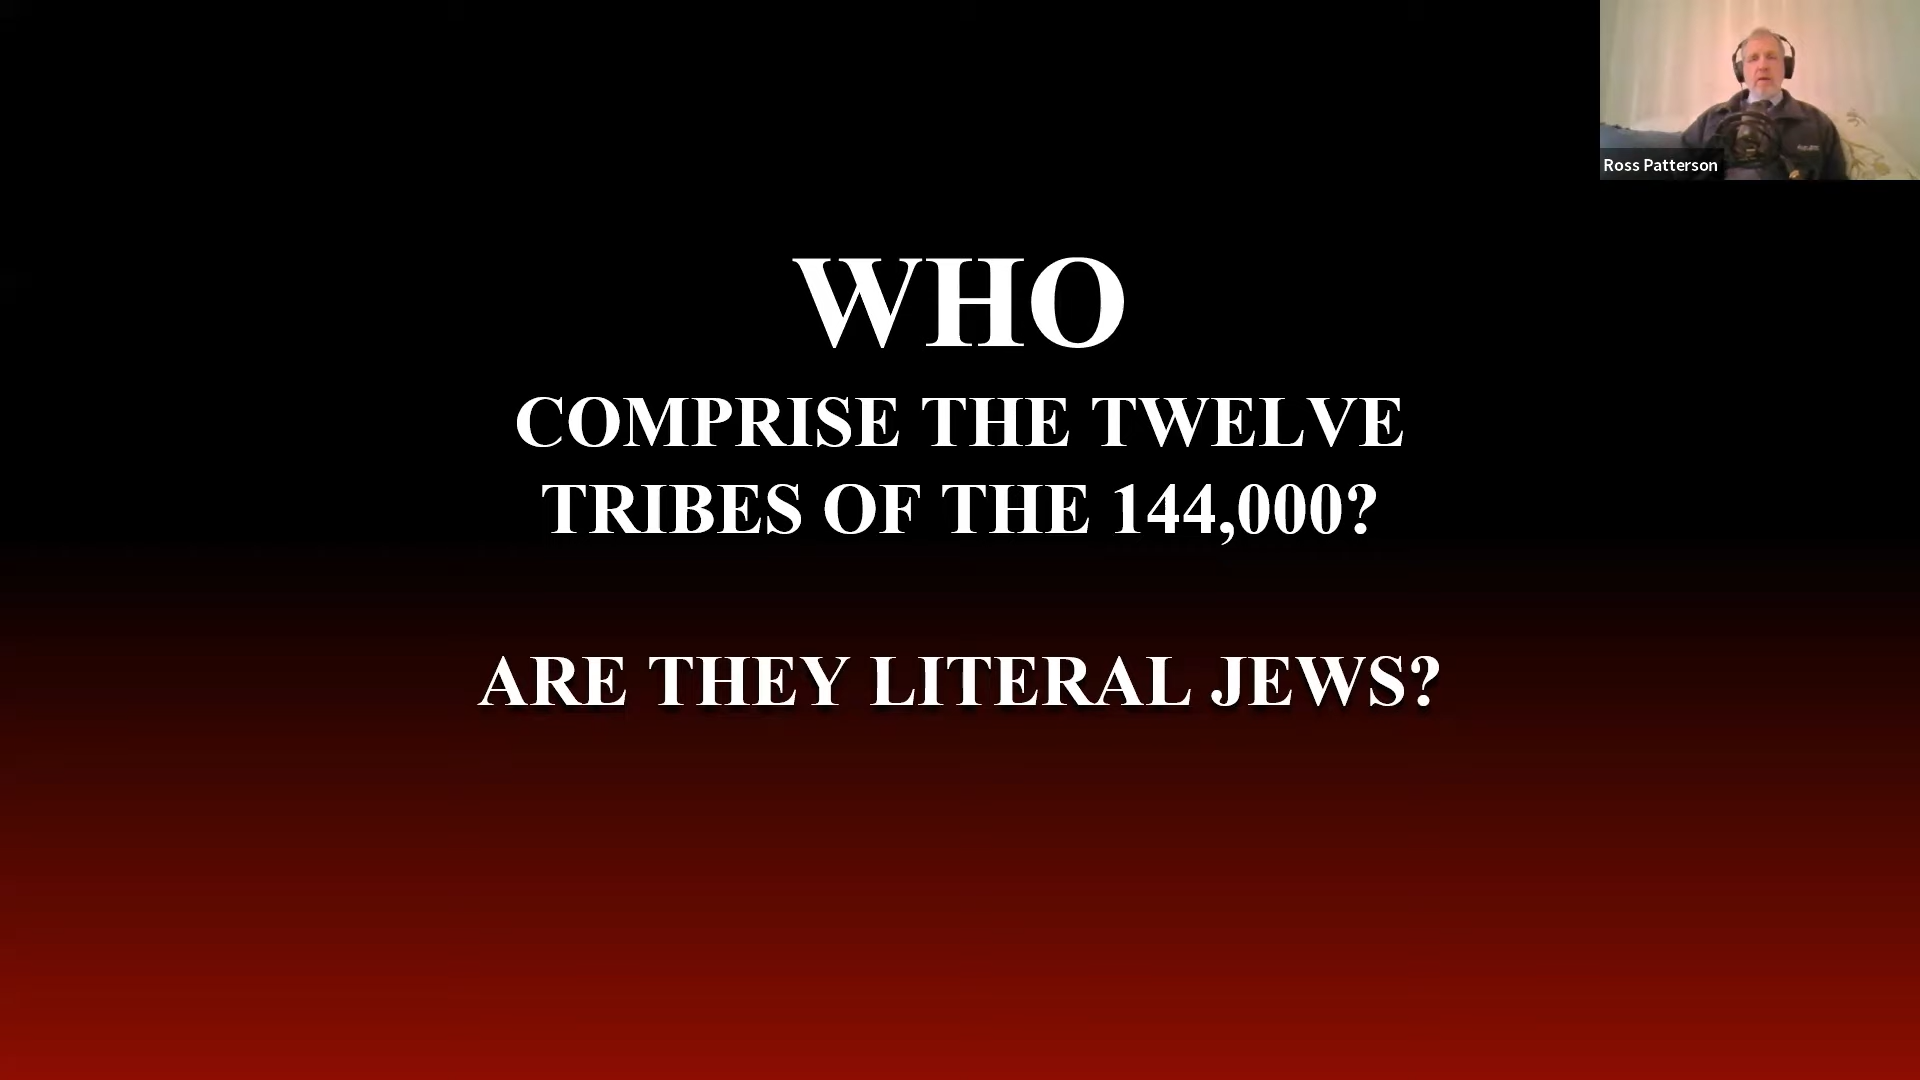 Ross Patterson
WHO
COMPRISE THE TWELVE
TRIBES OF THE 144,000?
ARE THEY LITERAL JEWS?